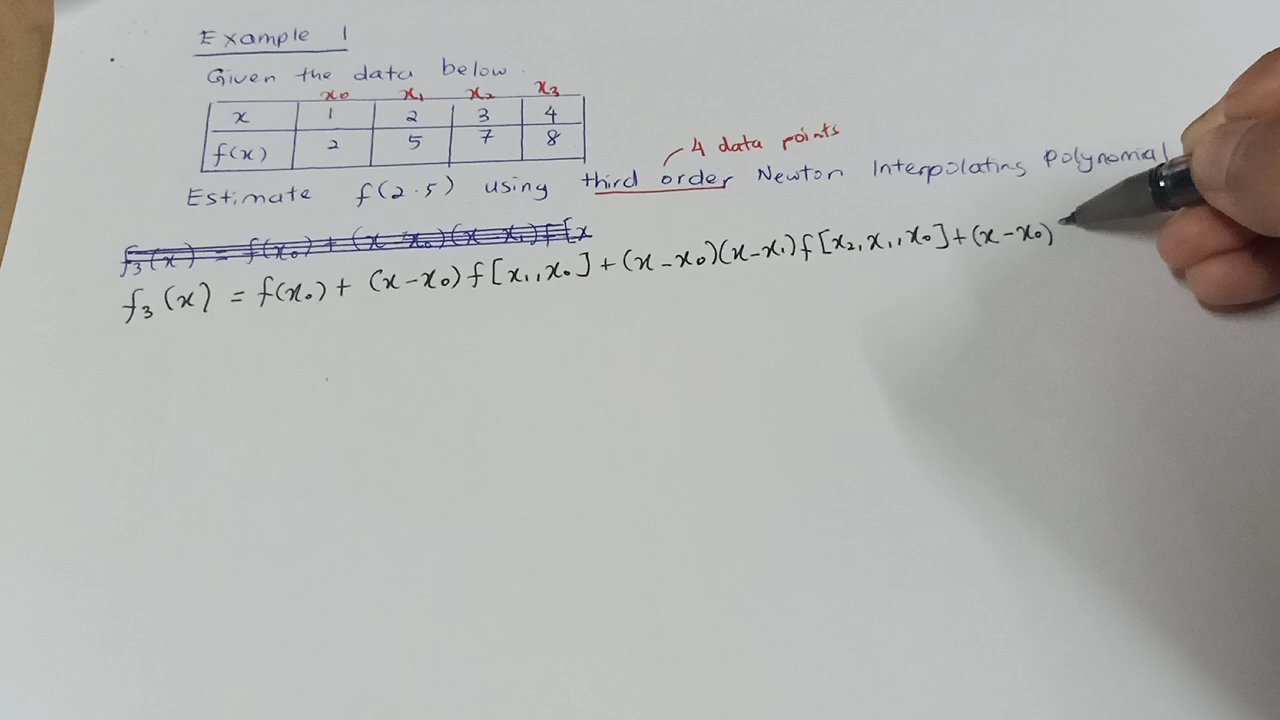 Example 1
Given the data below.
x₀ x₁ x₂ x₃
x 1 2 3 4
f(x) 2 5 7 8
4 data points
Estimate f(2.5) using third order Newton Interpolating Polynomial
f₃(x) = f(x₀) + (x-x₀)(x-x₁)f[x
f₃(x) = f(x₀) + (x-x₀) f[x₁,x₀] + (x-x₀)(x-x₁) f[x₂,x₁,x₀] + (x-x₀)